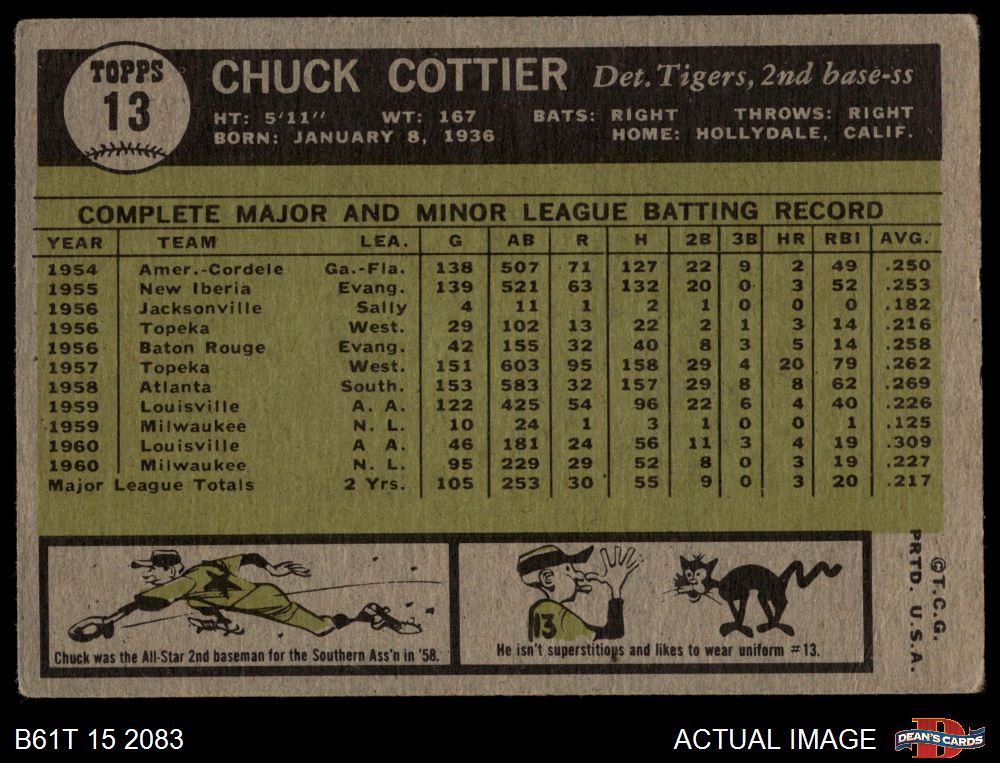 TOPPS
13
CHUCK COTTIER Det. Tigers, 2nd base-ss
HT: 5'11" WT: 167 BATS: RIGHT THROWS: RIGHT
BORN: JANUARY 8, 1936 HOME: HOLLYDALE, CALIF.
COMPLETE MAJOR AND MINOR LEAGUE BATTING RECORD
YEAR TEAM LEA. G AB R H 2B 3B HR RBI AVG.
1954 Amer.-Cordele Ga.-Fla. 138 507 71 127 22 9 2 49 .250
1955 New Iberia Evang. 139 521 63 132 20 0 3 52 .253
1956 Jacksonville Sally 4 11 1 2 1 0 0 0 .182
1956 Topeka West. 29 102 13 22 2 1 3 14 .216
1956 Baton Rouge Evang. 42 155 32 40 8 3 5 14 .258
1957 Topeka West. 151 603 95 158 29 4 20 79 .262
1958 Atlanta South. 153 583 32 157 29 8 8 62 .269
1959 Louisville A. A. 122 425 54 96 22 6 4 40 .226
1959 Milwaukee N. L. 10 24 1 3 1 0 0 1 .125
1960 Louisville A A. 46 181 24 56 11 3 4 19 .309
1960 Milwaukee N. L. 95 229 29 52 8 0 3 19 .227
Major League Totals 2 Yrs. 105 253 30 55 9 0 3 20 .217
13
Chuck was the All-Star 2nd baseman for the Southern Ass'n in '58.
He isn't superstitious and likes to wear uniform #13.
©T.C.G.
PRTD. U.S.A.
B61T 15 2083
ACTUAL IMAGE
D
DEAN'S CARDS